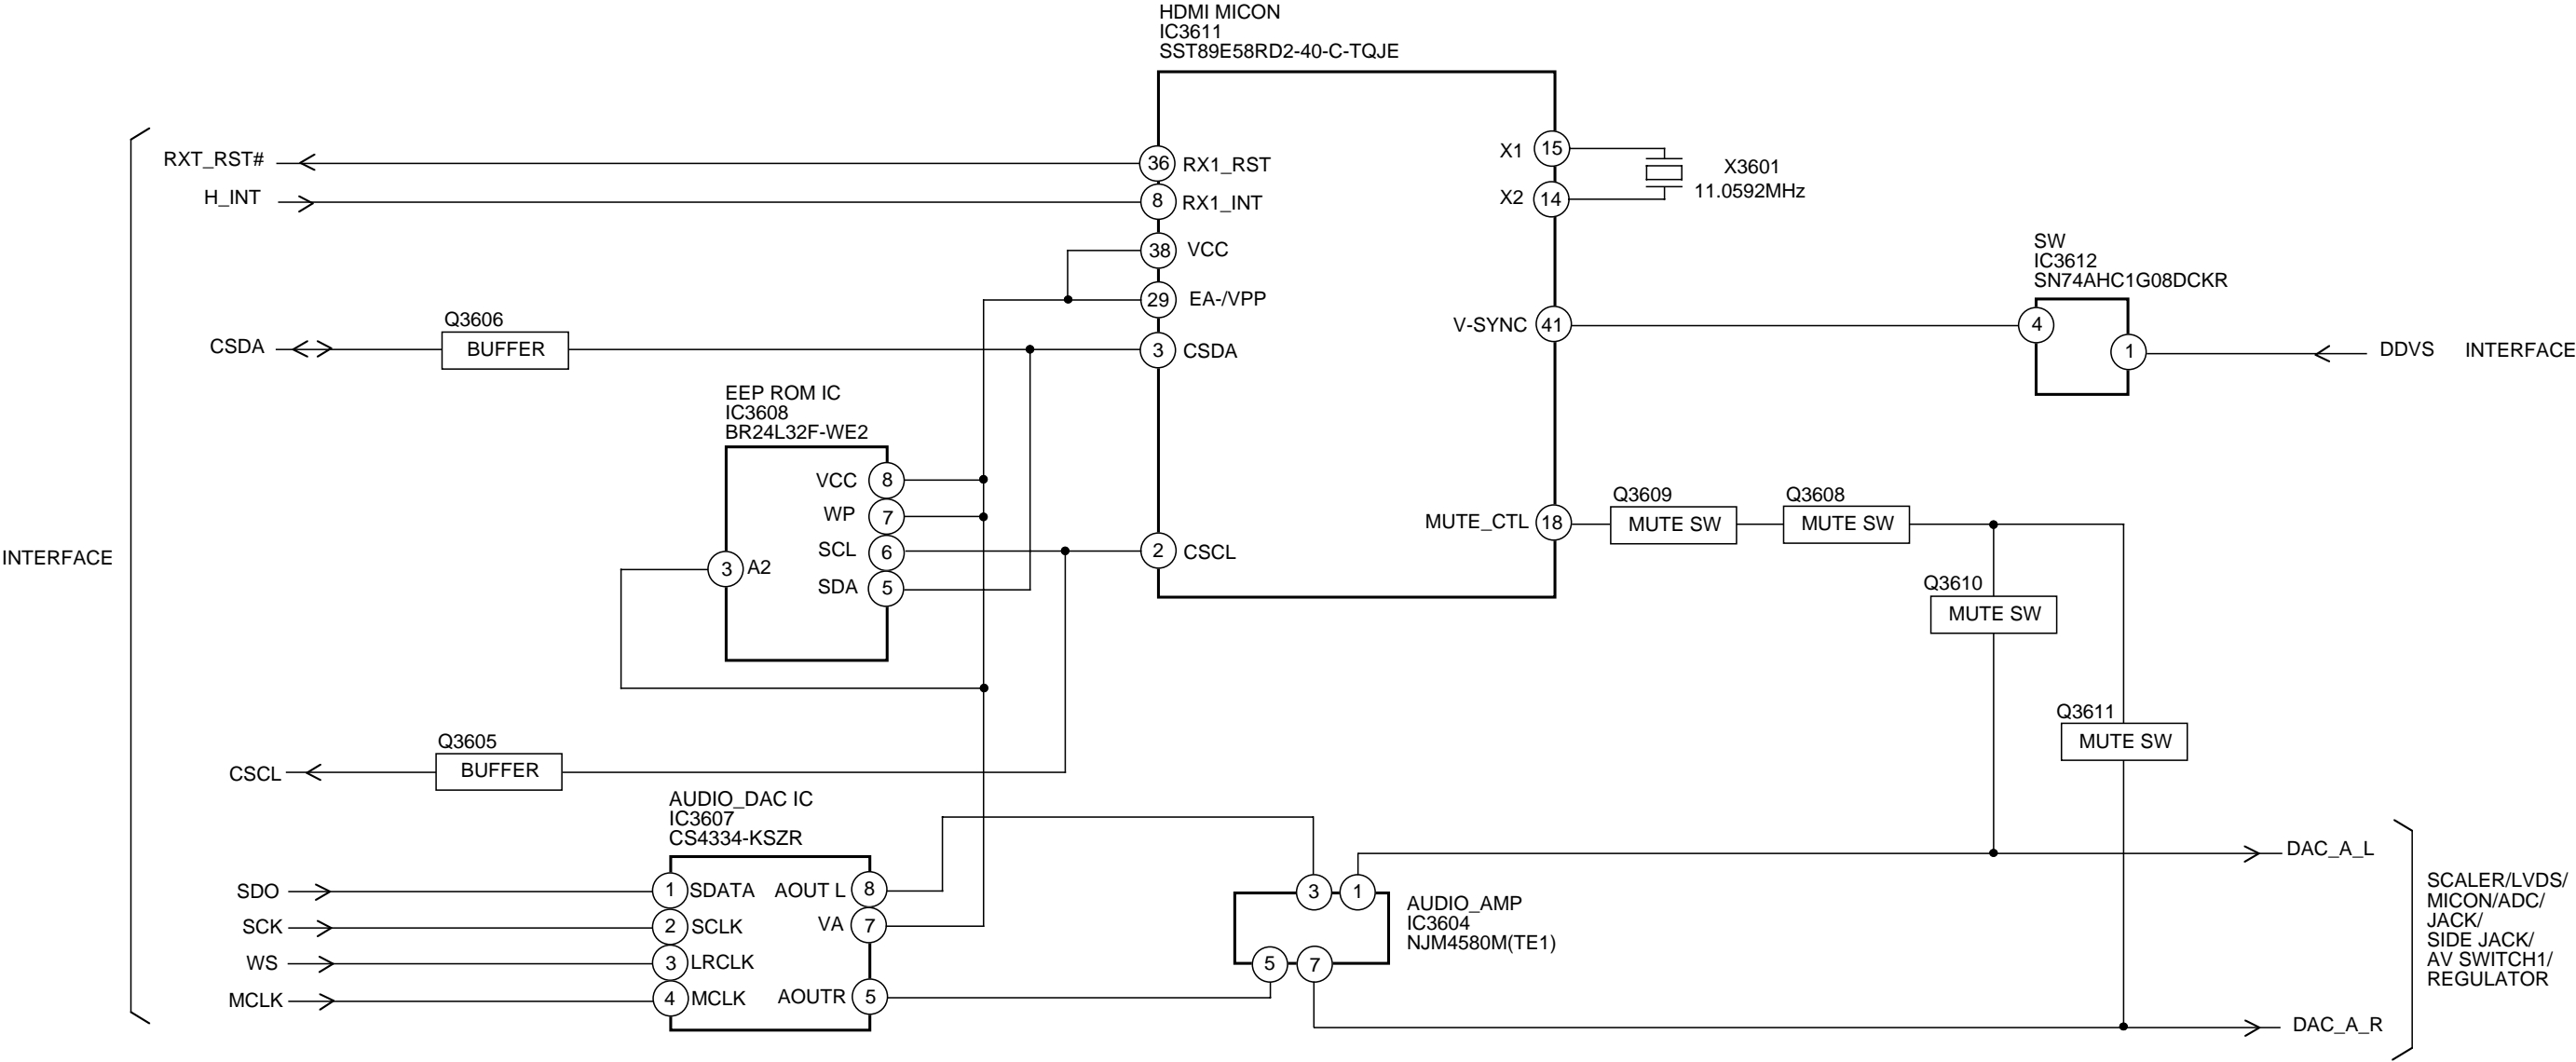 HDMI MICON
IC3611
SST89E58RD2-40-C-TQJE
RXT_RST#
36
RX1_RST
H_INT
8
RX1_INT
38
VCC
29
EA-/VPP
CSDA
Q3606
BUFFER
3
CSDA
X1
15
X2
14
X3601
11.0592MHz
V-SYNC
41
SW
IC3612
SN74AHC1G08DCKR
4
1
DDVS
INTERFACE
EEP ROM IC
IC3608
BR24L32F-WE2
VCC
8
WP
7
SCL
6
SDA
5
3
A2
2
CSCL
MUTE_CTL
18
Q3609
MUTE SW
Q3608
MUTE SW
Q3610
MUTE SW
Q3611
MUTE SW
INTERFACE
CSCL
Q3605
BUFFER
AUDIO_DAC IC
IC3607
CS4334-KSZR
SDO
1
SDATA
AOUT L
8
SCK
2
SCLK
VA
7
WS
3
LRCLK
MCLK
4
MCLK
AOUTR
5
3
1
5
7
AUDIO_AMP
IC3604
NJM4580M(TE1)
DAC_A_L
DAC_A_R
SCALER/LVDS/
MICON/ADC/
JACK/
SIDE JACK/
AV SWITCH1/
REGULATOR